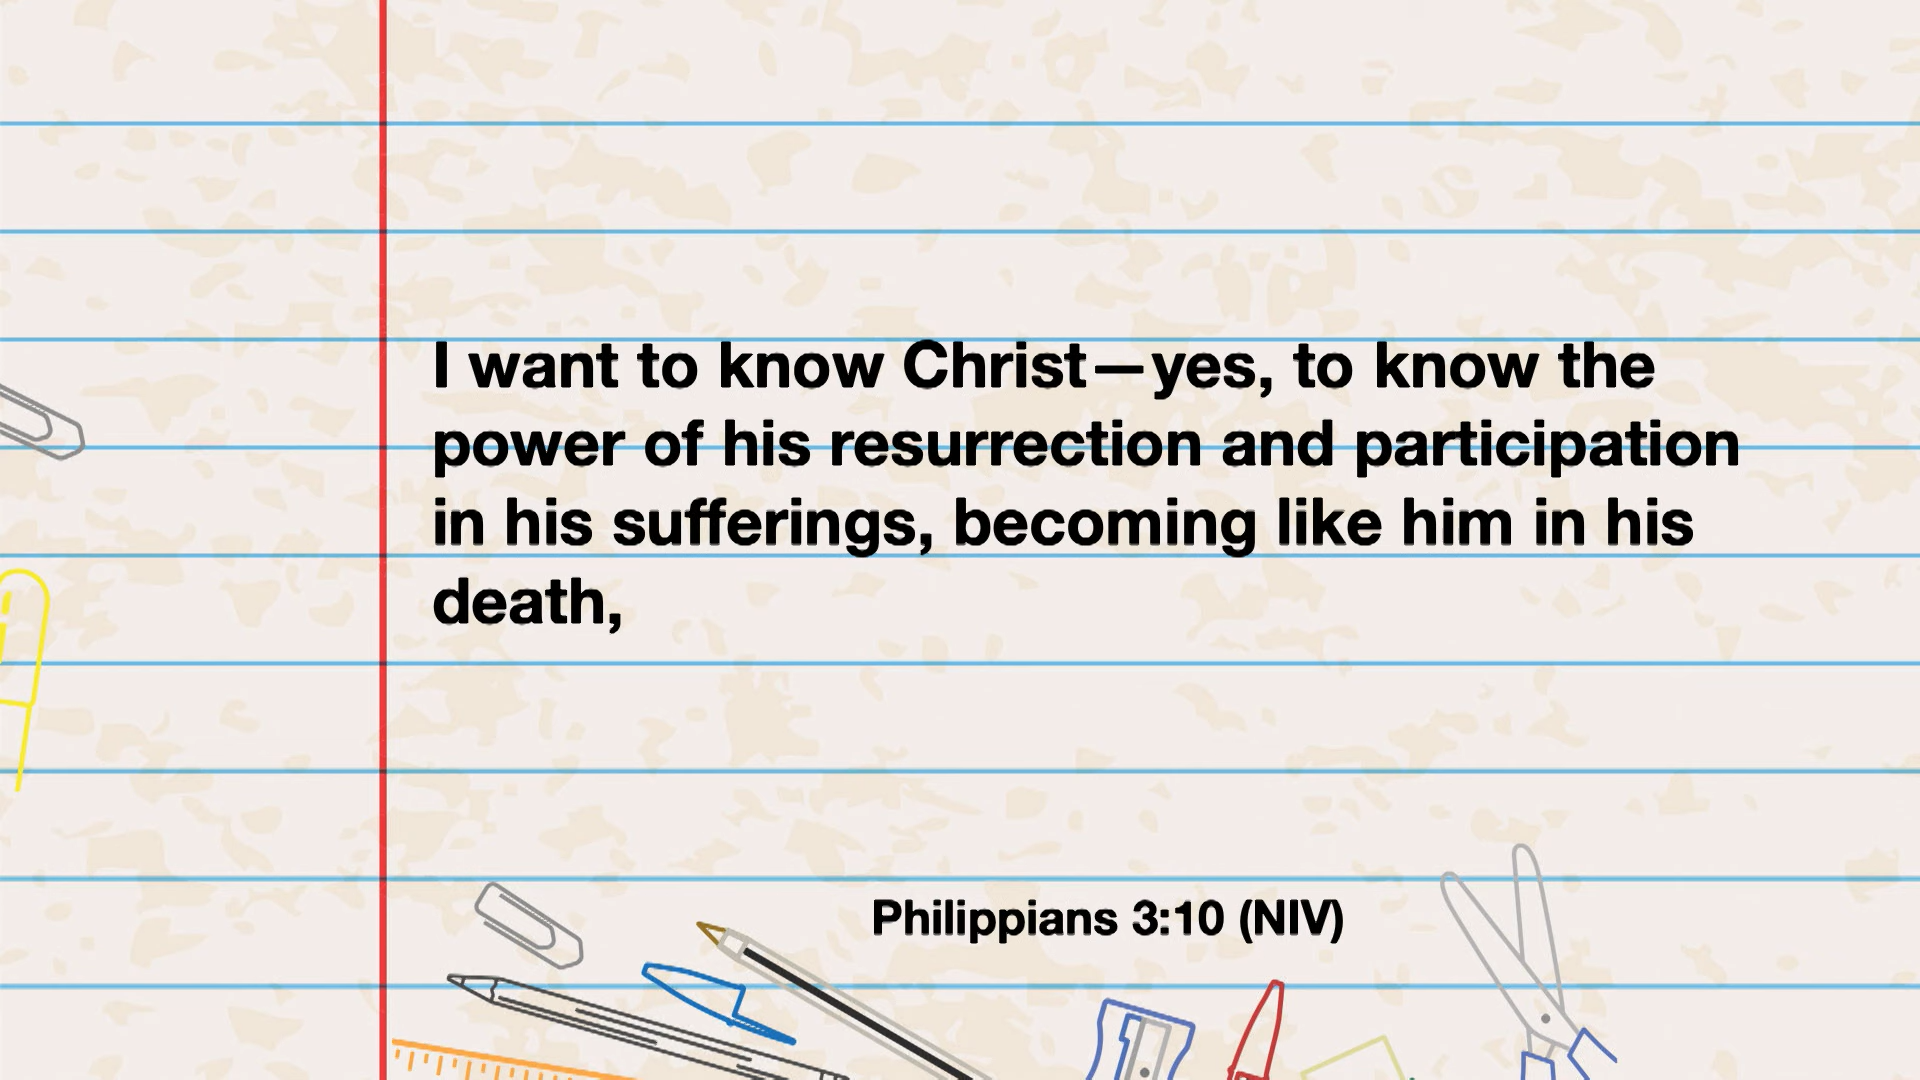 I want to know Christ—yes, to know the
power of his resurrection and participation
in his sufferings, becoming like him in his
death,
Philippians 3:10 (NIV)